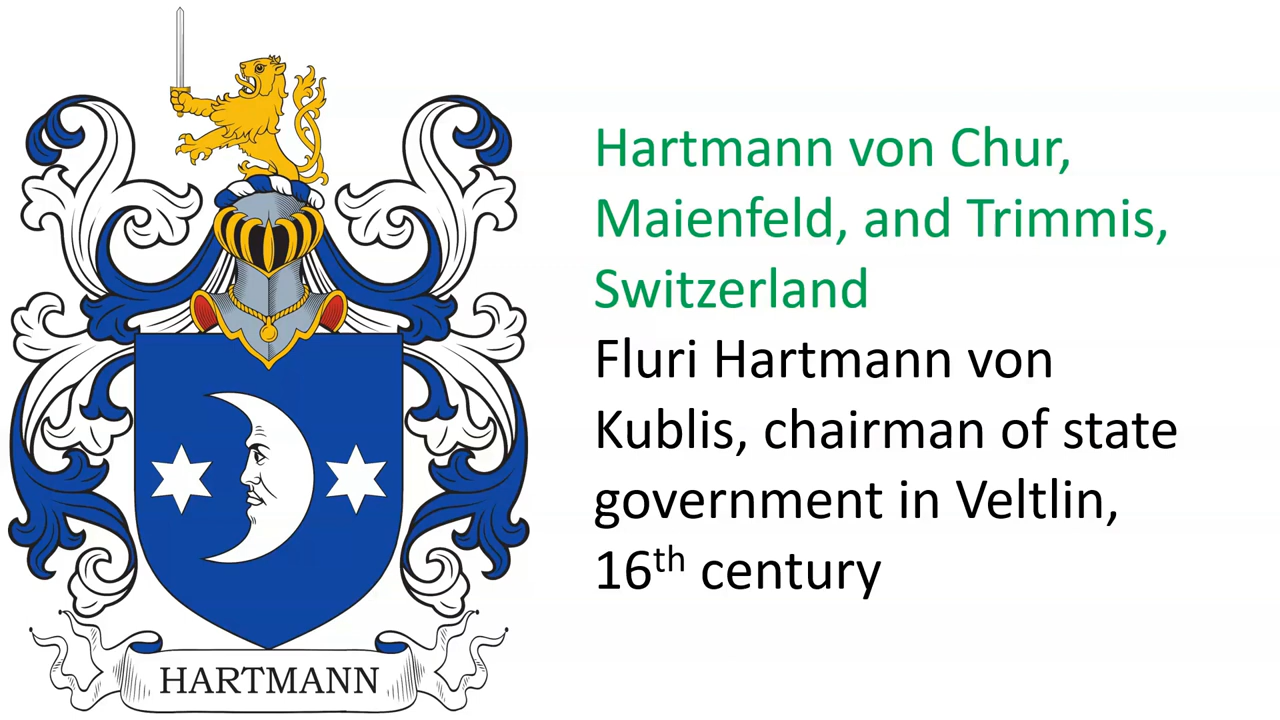 Hartmann von Chur,
Maienfeld, and Trimmis,
Switzerland
Fluri Hartmann von
Kublis, chairman of state
government in Veltlin,
16th century
HARTMANN